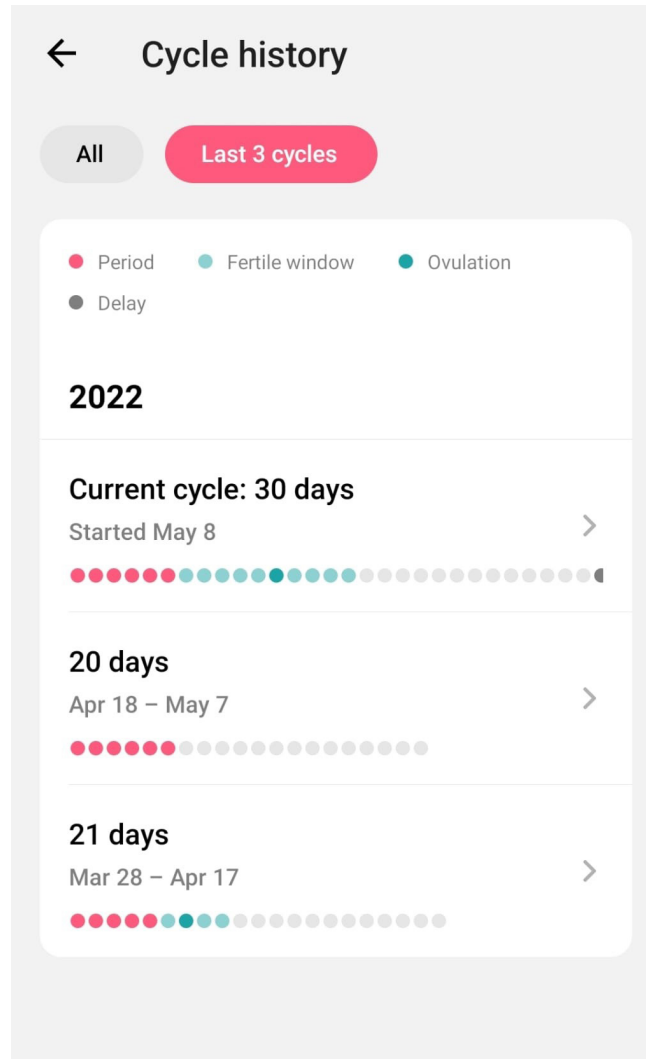 Cycle history
All Last 3 cycles
Period Fertile window Ovulation
Delay
2022
Current cycle: 30 days
Started May 8
20 days
Apr 18 – May 7
21 days
Mar 28 – Apr 17